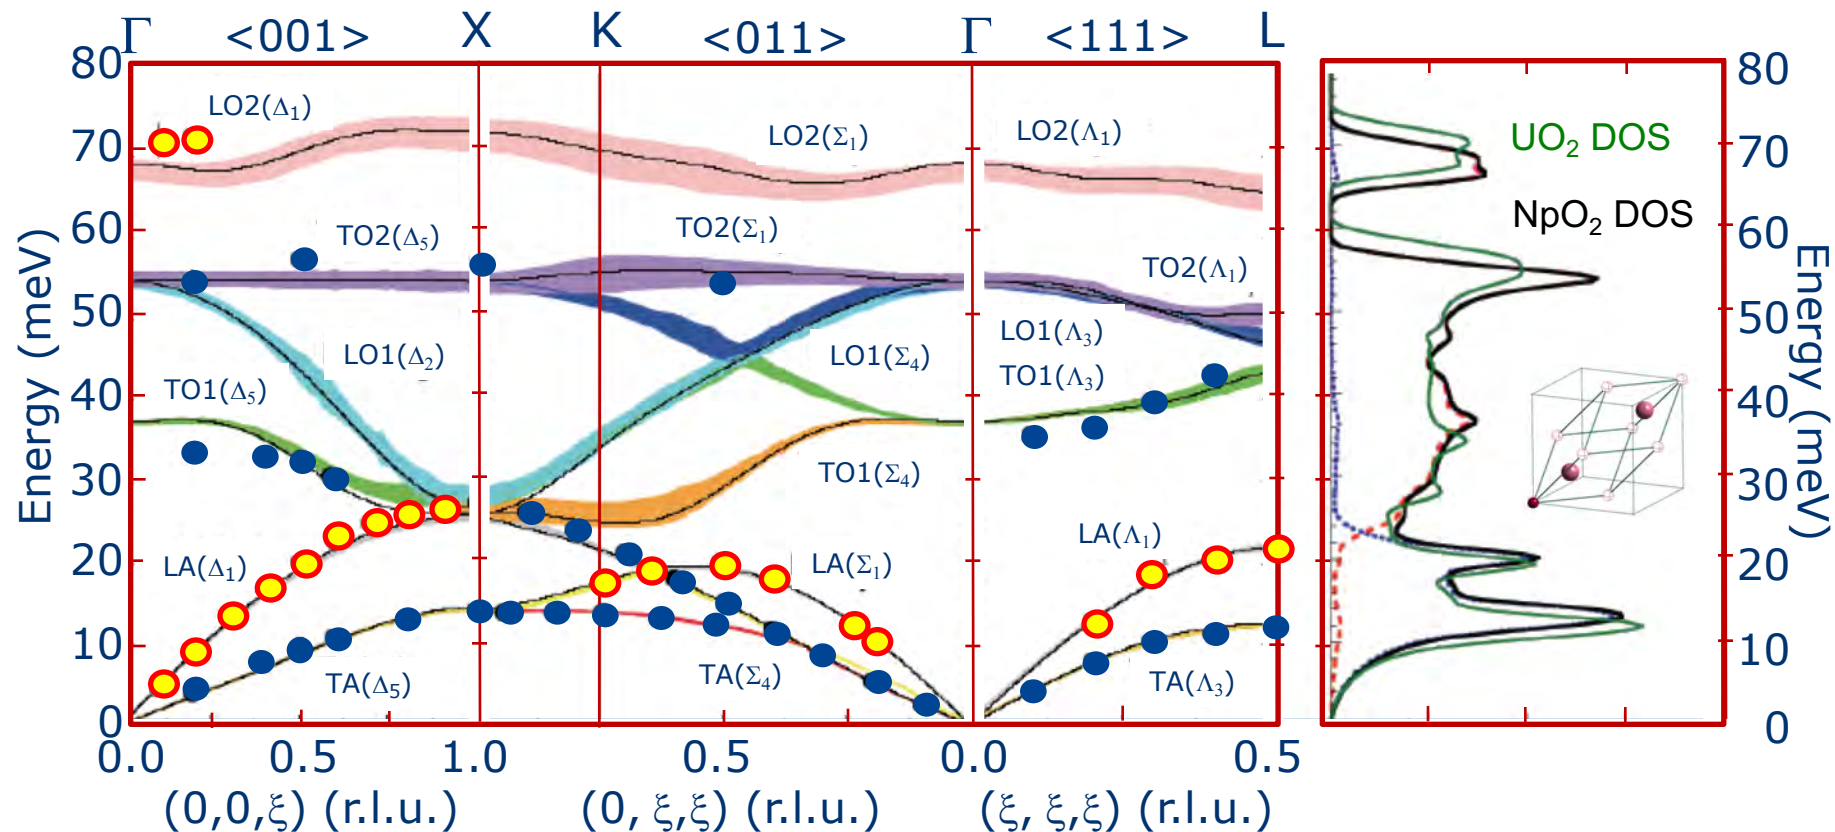 Γ <001> X K <011> Γ <111> L
80 80
LO2(Δ1) LO2(Σ1) LO2(Λ1)
UO2 DOS
70 70
NpO2 DOS
60 60
TO2(Δ5) TO2(Σ1) TO2(Λ1)
50 50
LO1(Δ2) LO1(Σ4) LO1(Λ3)
TO1(Δ5) TO1(Λ3)
40 40
30 30
TO1(Σ4)
20 20
LA(Δ1) LA(Σ1) LA(Λ1)
10 10
TA(Δ5) TA(Σ4) TA(Λ3)
0 0
Energy (meV)
Energy (meV)
0.0 0.5 1.0 0.5 0.0 0.5
(0,0,ξ) (r.l.u.) (0, ξ,ξ) (r.l.u.) (ξ, ξ,ξ) (r.l.u.)